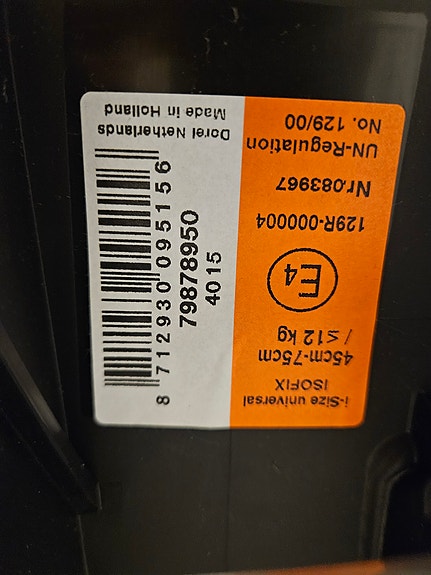 i-Size universal
ISOFIX
45cm-75cm
/ ≤12 kg
E4
129R-000004
Nr.083967
UN-Regulation
No. 129/00
8 712930 095156
79878950
4015
Dorel Netherlands
Made in Holland